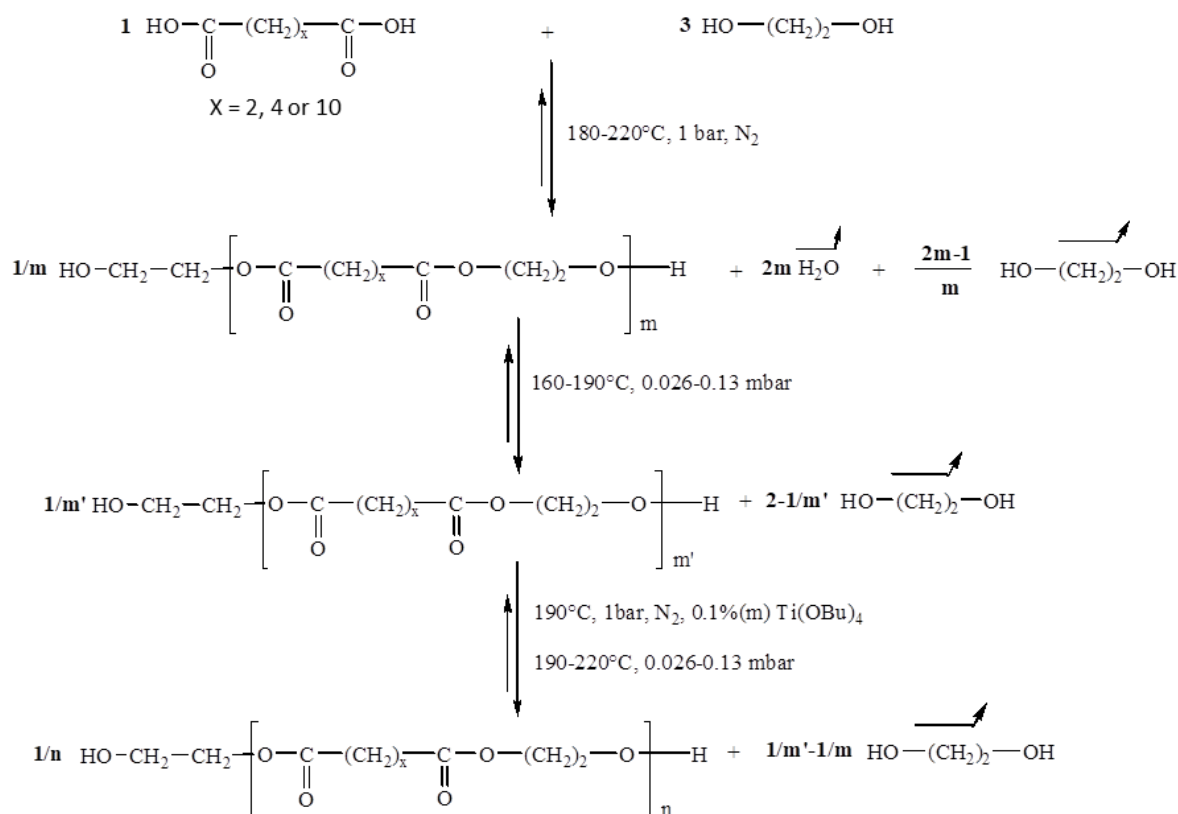 1 HO—C—(CH₂)ₓ—C—OH + 3 HO—(CH₂)₂—OH
O O
X = 2, 4 or 10
180-220°C, 1 bar, N₂
1/m HO—CH₂—CH₂—[O—C—(CH₂)ₓ—C—O—(CH₂)₂—O]—H + 2m H₂O + 2m-1/m HO—(CH₂)₂—OH
O O m
160-190°C, 0.026-0.13 mbar
1/m' HO—CH₂—CH₂—[O—C—(CH₂)ₓ—C—O—(CH₂)₂—O]—H + 2-1/m' HO—(CH₂)₂—OH
O O m'
190°C, 1bar, N₂, 0.1%(m) Ti(OBu)₄
190-220°C, 0.026-0.13 mbar
1/n HO—CH₂—CH₂—[O—C—(CH₂)ₓ—C—O—(CH₂)₂—O]—H + 1/m'-1/m HO—(CH₂)₂—OH
O O n